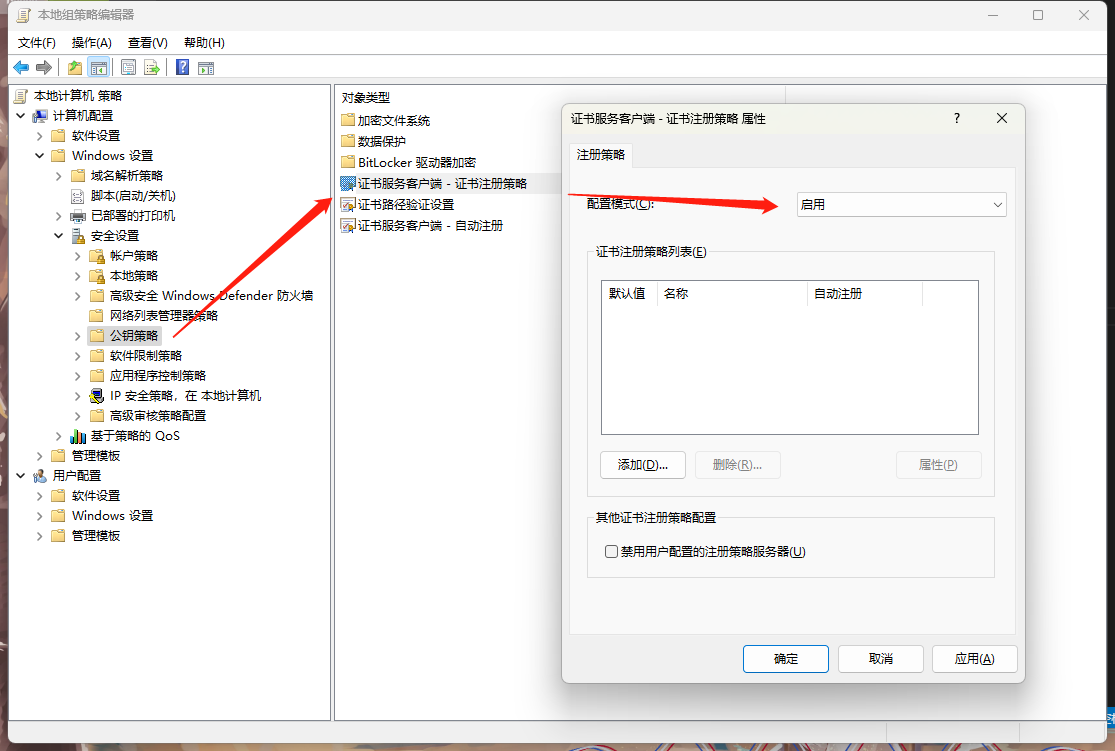 本地组策略编辑器
文件(F) 操作(A) 查看(V) 帮助(H)
本地计算机 策略
计算机配置
软件设置
Windows 设置
域名解析策略
脚本(启动/关机)
已部署的打印机
安全设置
帐户策略
本地策略
高级安全 Windows Defender 防火墙
网络列表管理器策略
公钥策略
软件限制策略
应用程序控制策略
IP 安全策略，在 本地计算机
高级审核策略配置
基于策略的 QoS
管理模板
用户配置
软件设置
Windows 设置
管理模板
对象类型
加密文件系统
数据保护
BitLocker 驱动器加密
证书服务客户端 - 证书注册策略
证书路径验证设置
证书服务客户端 - 自动注册
证书服务客户端 - 证书注册策略 属性
?
注册策略
配置模式(C):
启用
证书注册策略列表(E)
默认值 名称 自动注册
添加(D)... 删除(R)... 属性(P)
其他证书注册策略配置
禁用用户配置的注册策略服务器(U)
确定 取消 应用(A)